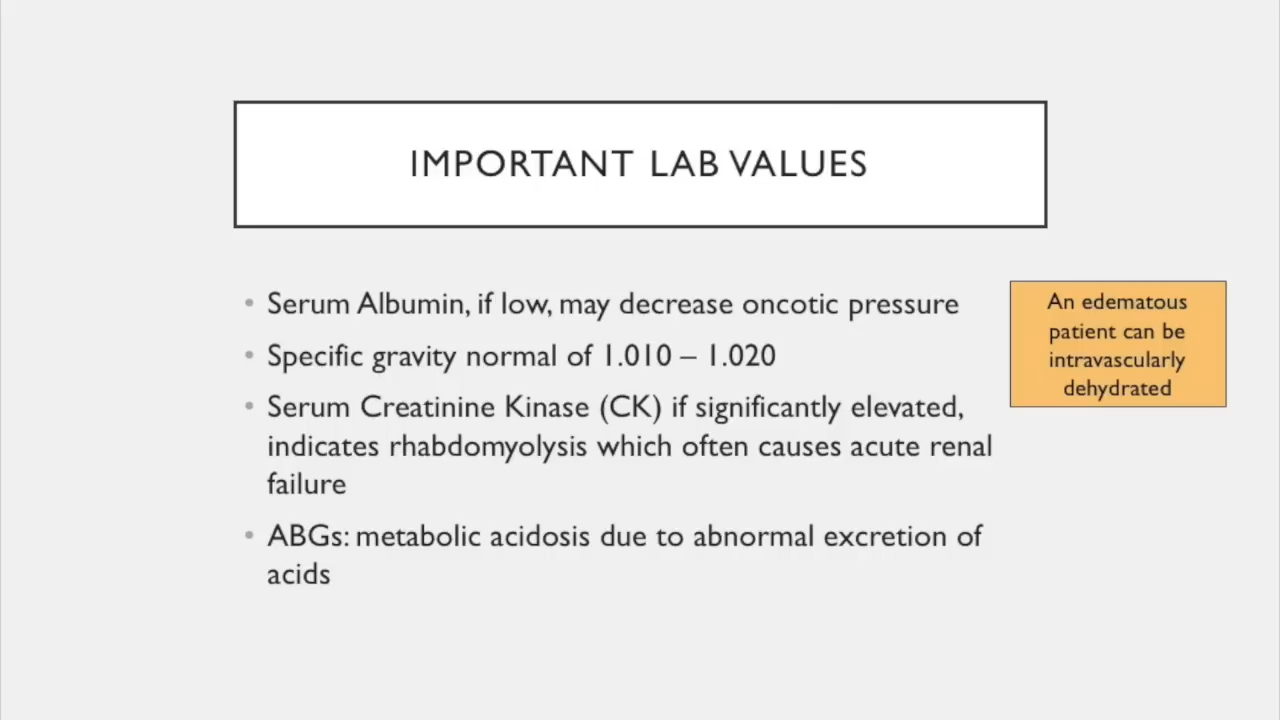 IMPORTANT LAB VALUES
• Serum Albumin, if low, may decrease oncotic pressure
• Specific gravity normal of 1.010 – 1.020
• Serum Creatinine Kinase (CK) if significantly elevated,
indicates rhabdomyolysis which often causes acute renal
failure
• ABGs: metabolic acidosis due to abnormal excretion of
acids
An edematous
patient can be
intravascularly
dehydrated